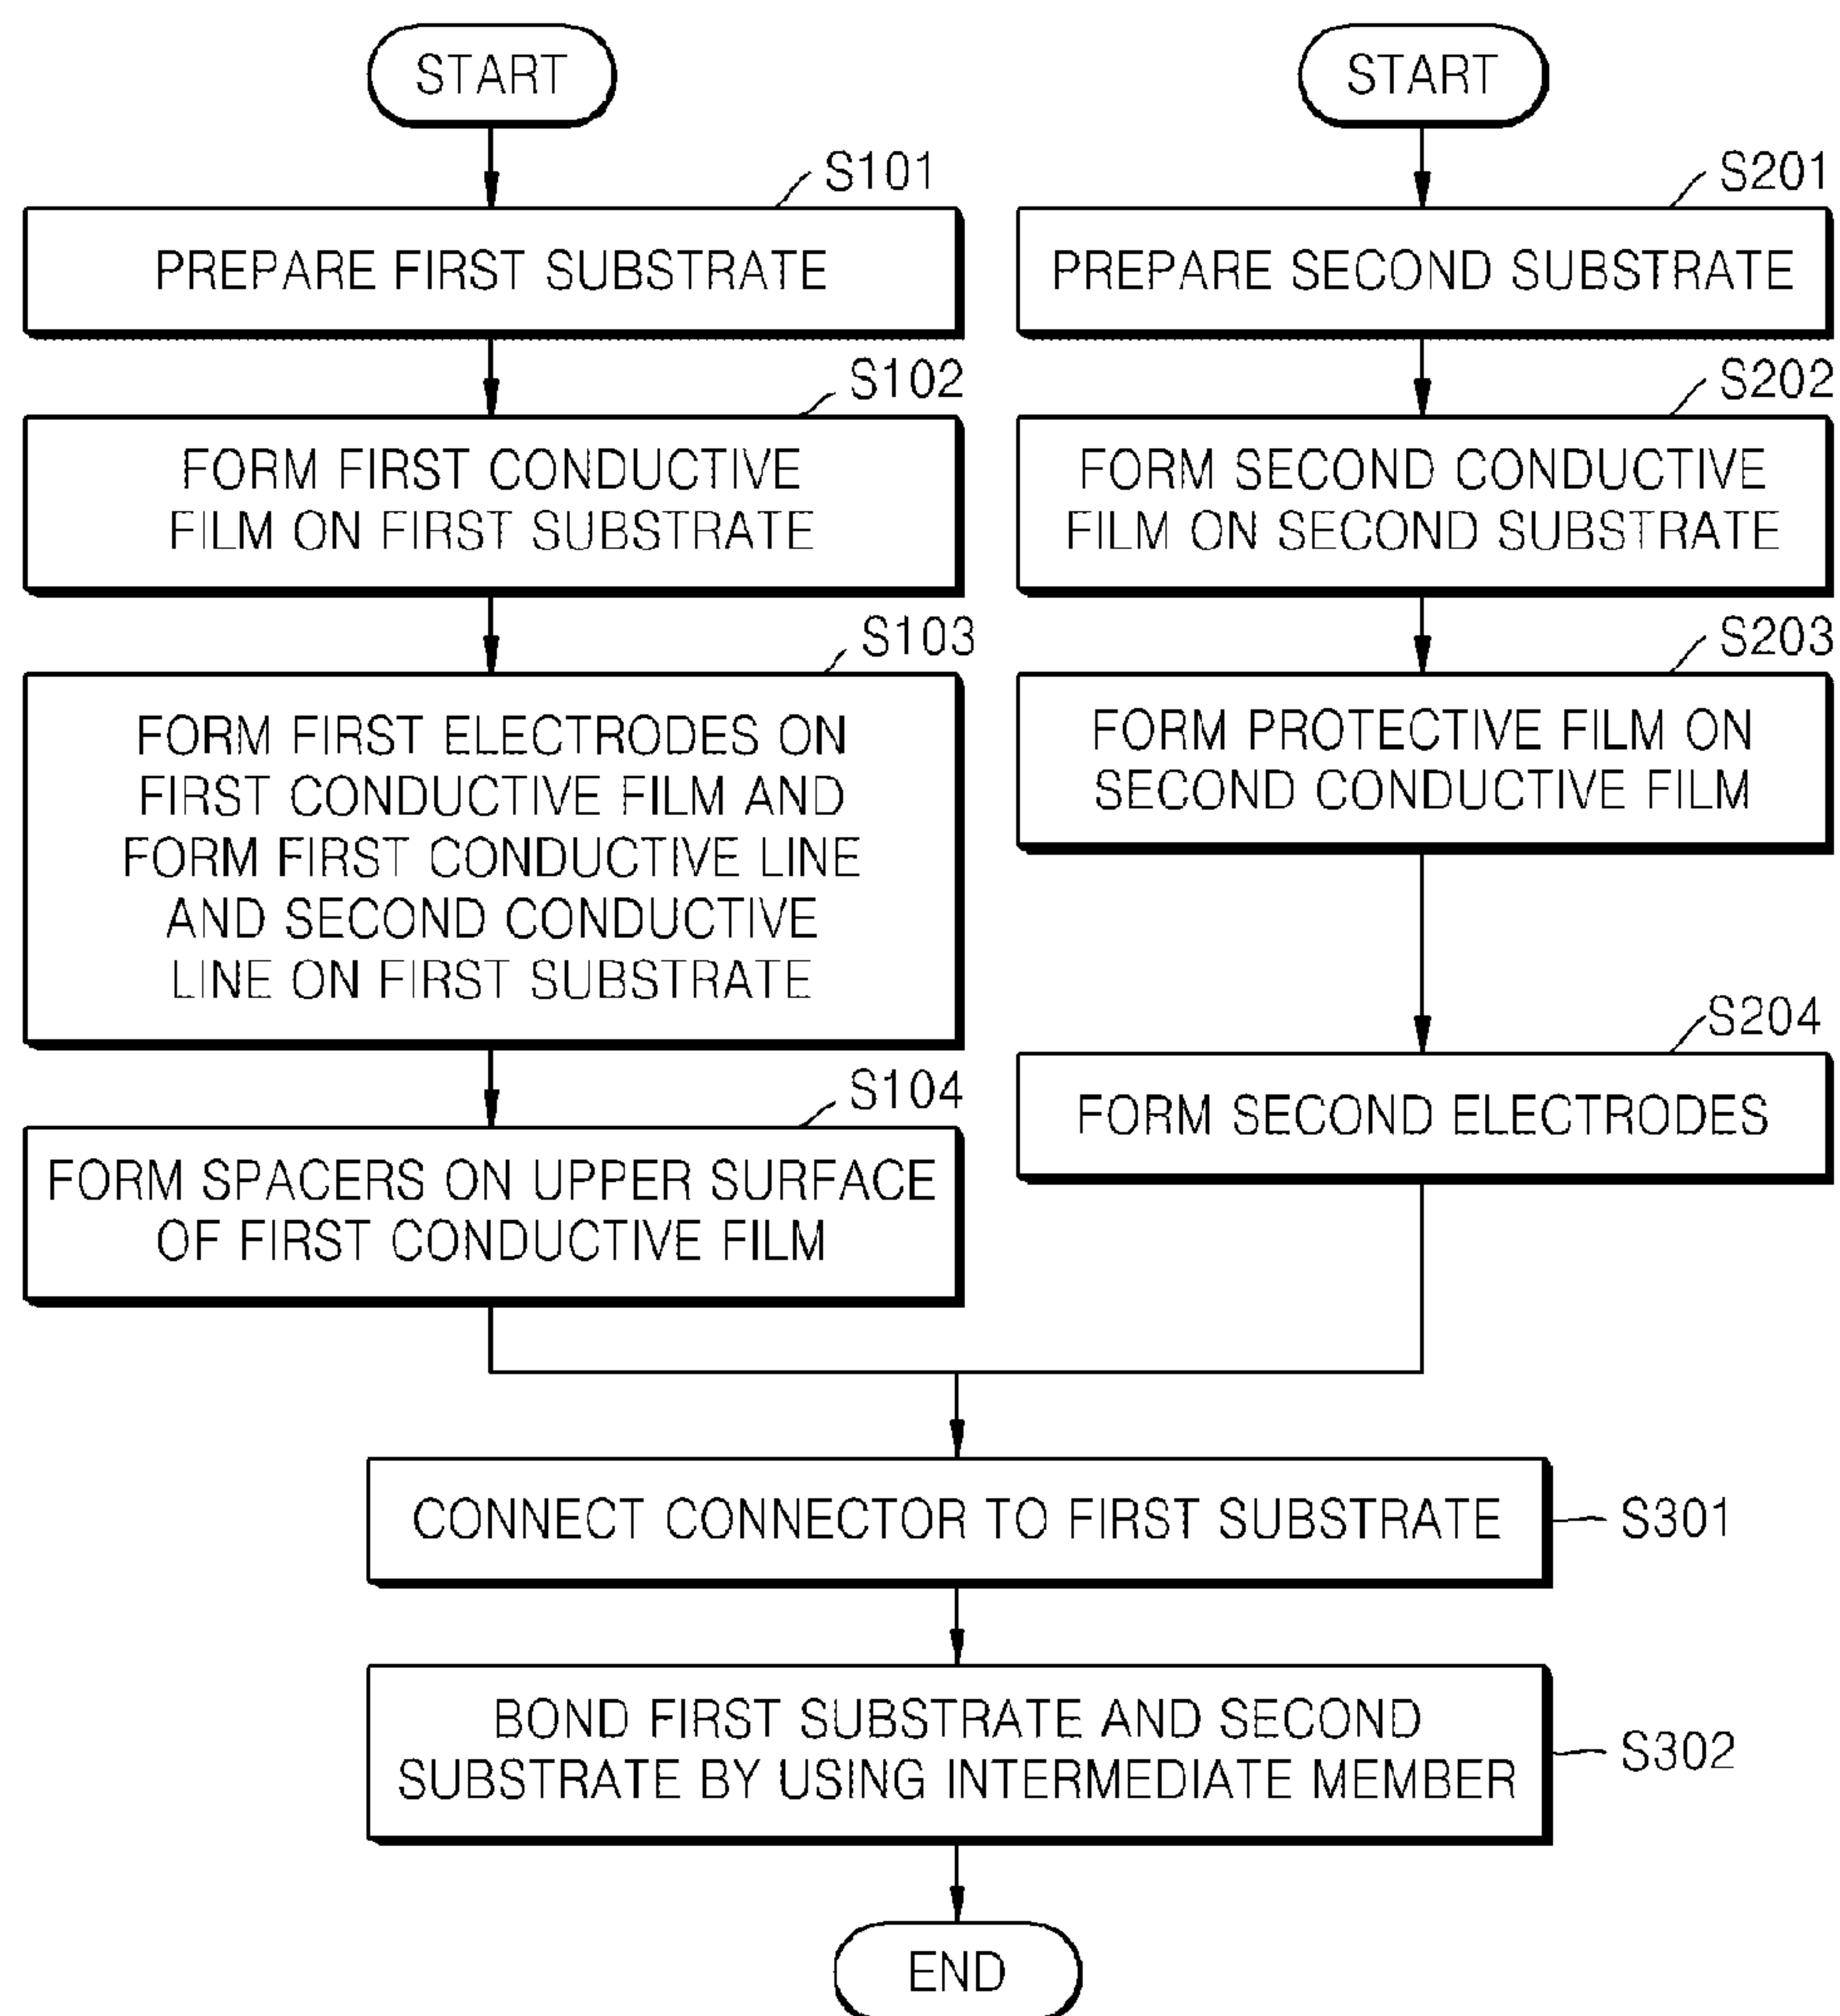 START
S101
PREPARE FIRST SUBSTRATE
S102
FORM FIRST CONDUCTIVE
FILM ON FIRST SUBSTRATE
S103
FORM FIRST ELECTRODES ON
FIRST CONDUCTIVE FILM AND
FORM FIRST CONDUCTIVE LINE
AND SECOND CONDUCTIVE
LINE ON FIRST SUBSTRATE
S104
FORM SPACERS ON UPPER SURFACE
OF FIRST CONDUCTIVE FILM
START
S201
PREPARE SECOND SUBSTRATE
S202
FORM SECOND CONDUCTIVE
FILM ON SECOND SUBSTRATE
S203
FORM PROTECTIVE FILM ON
SECOND CONDUCTIVE FILM
S204
FORM SECOND ELECTRODES
CONNECT CONNECTOR TO FIRST SUBSTRATE
S301
BOND FIRST SUBSTRATE AND SECOND
SUBSTRATE BY USING INTERMEDIATE MEMBER
S302
END